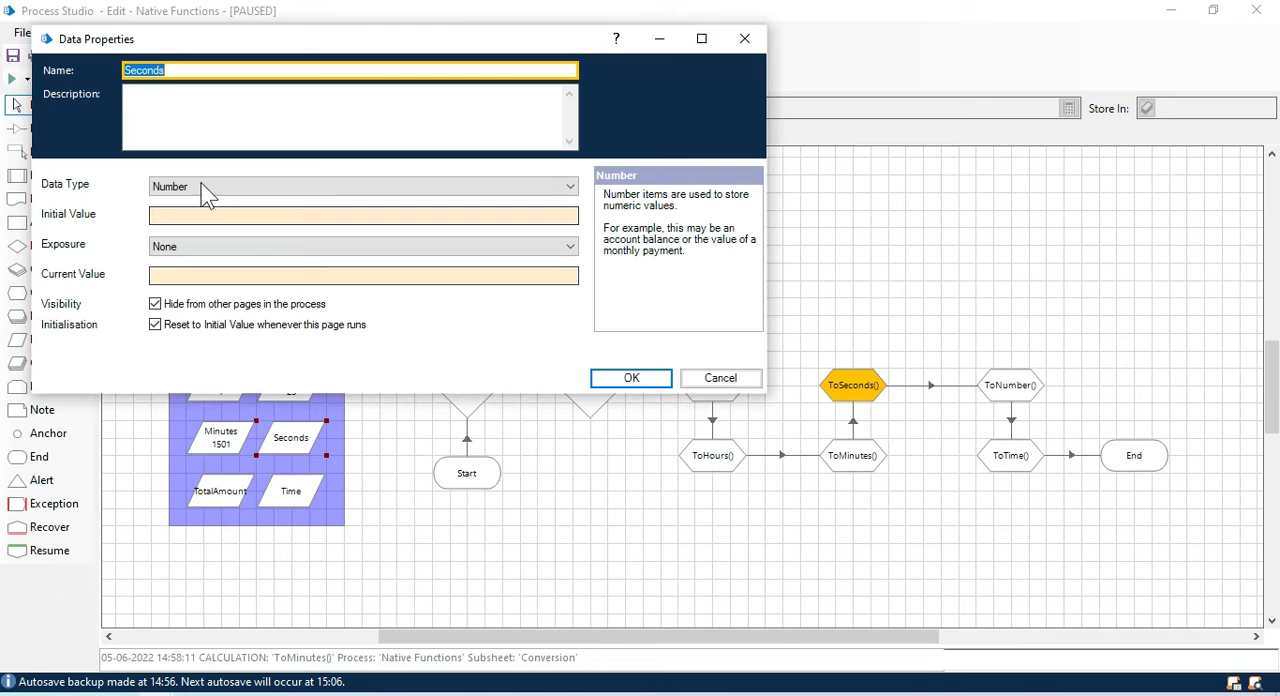 Process Studio - Edit - Native Functions - [PAUSED]
File
Data Properties
?
Name:
Seconds
Description:
Store In:
Data Type
Number
Initial Value
Exposure
None
Current Value
Visibility
Hide from other pages in the process
Initialisation
Reset to Initial Value whenever this page runs
Number
Number items are used to store
numeric values.
For example, this may be an
account balance or the value of a
monthly payment.
OK
Cancel
Note
Anchor
End
Alert
Exception
Recover
Resume
Minutes
1501
Seconds
TotalAmount
Time
Start
ToHours()
ToMinutes()
ToSeconds()
ToNumber()
ToTime()
End
05-06-2022 14:58:11 CALCULATION: 'ToMinutes()' Process: 'Native Functions' Subsheet: 'Conversion'
Autosave backup made at 14:56. Next autosave will occur at 15:06.